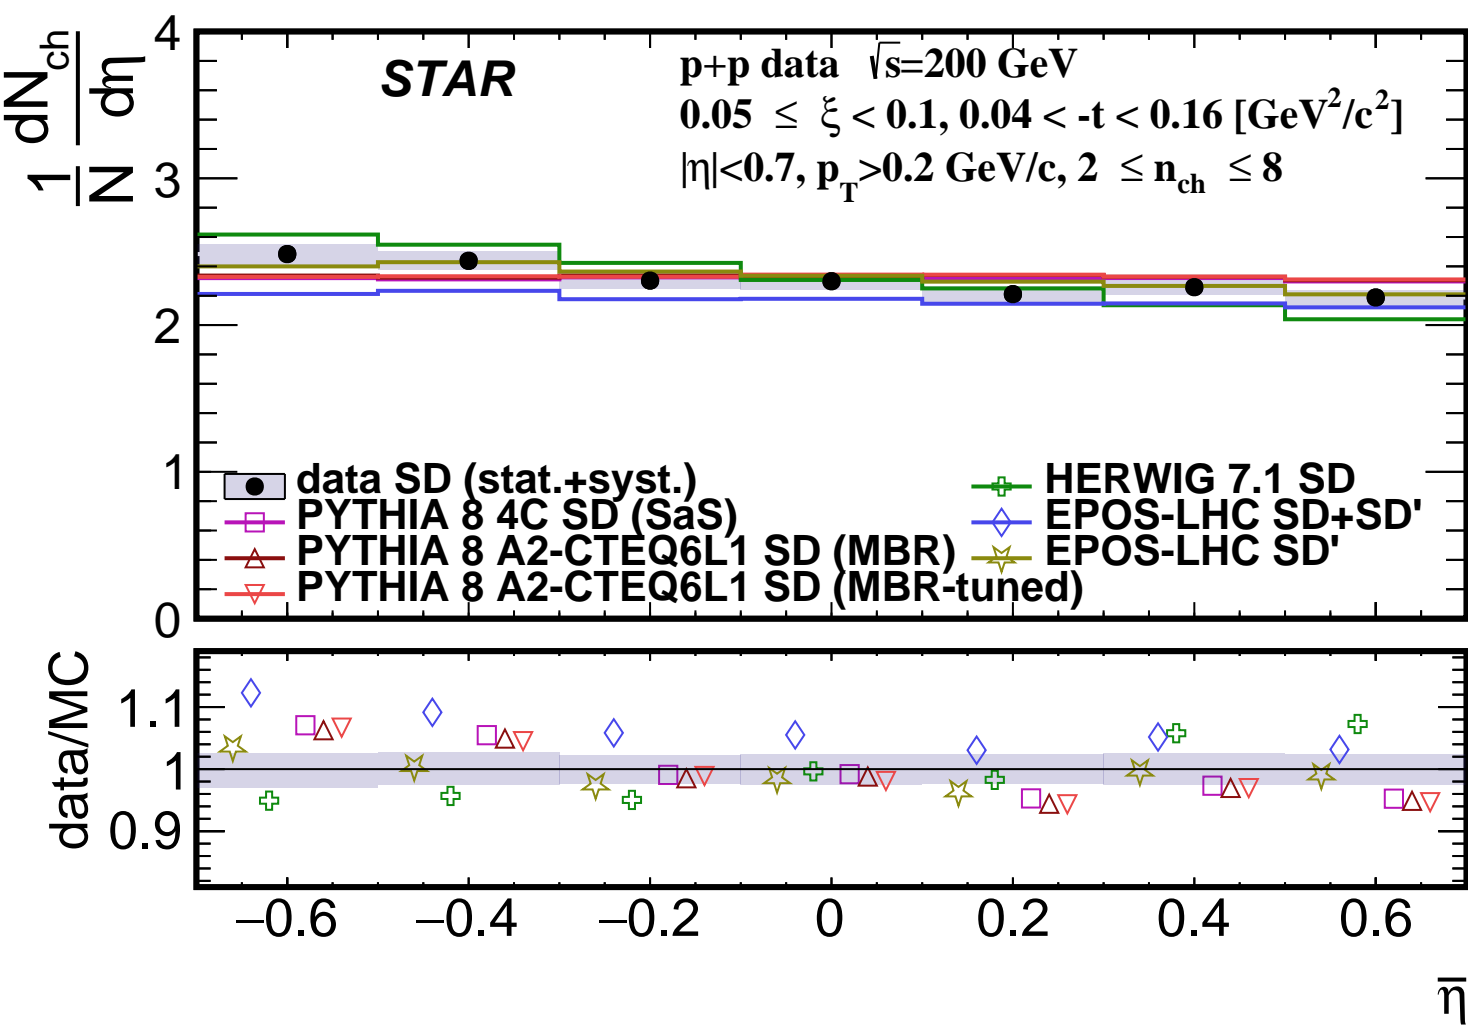 1/N dN_ch/dη
4
3
2
1
0
STAR
p+p data √s=200 GeV
0.05 ≤ ξ < 0.1, 0.04 < -t < 0.16 [GeV²/c²]
|η|<0.7, p_T>0.2 GeV/c, 2 ≤ n_ch ≤ 8
data SD (stat.+syst.)
PYTHIA 8 4C SD (SaS)
PYTHIA 8 A2-CTEQ6L1 SD (MBR)
PYTHIA 8 A2-CTEQ6L1 SD (MBR-tuned)
HERWIG 7.1 SD
EPOS-LHC SD+SD'
EPOS-LHC SD'
data/MC
1.1
1
0.9
−0.6 −0.4 −0.2 0 0.2 0.4 0.6
η̅